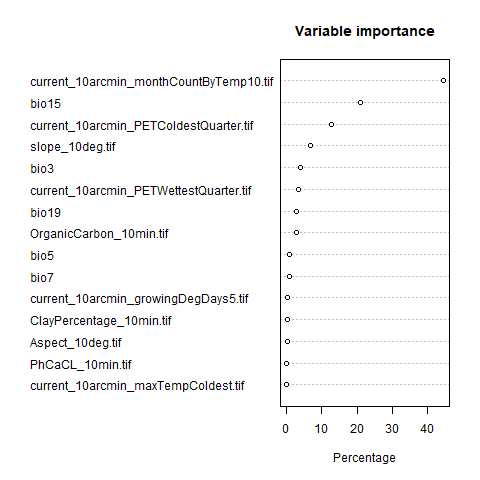 Variable importance
current_10arcmin_monthCountByTemp10.tif
bio15
current_10arcmin_PETColdestQuarter.tif
slope_10deg.tif
bio3
current_10arcmin_PETWettestQuarter.tif
bio19
OrganicCarbon_10min.tif
bio5
bio7
current_10arcmin_growingDegDays5.tif
ClayPercentage_10min.tif
Aspect_10deg.tif
PhCaCL_10min.tif
current_10arcmin_maxTempColdest.tif
0 10 20 30 40
Percentage